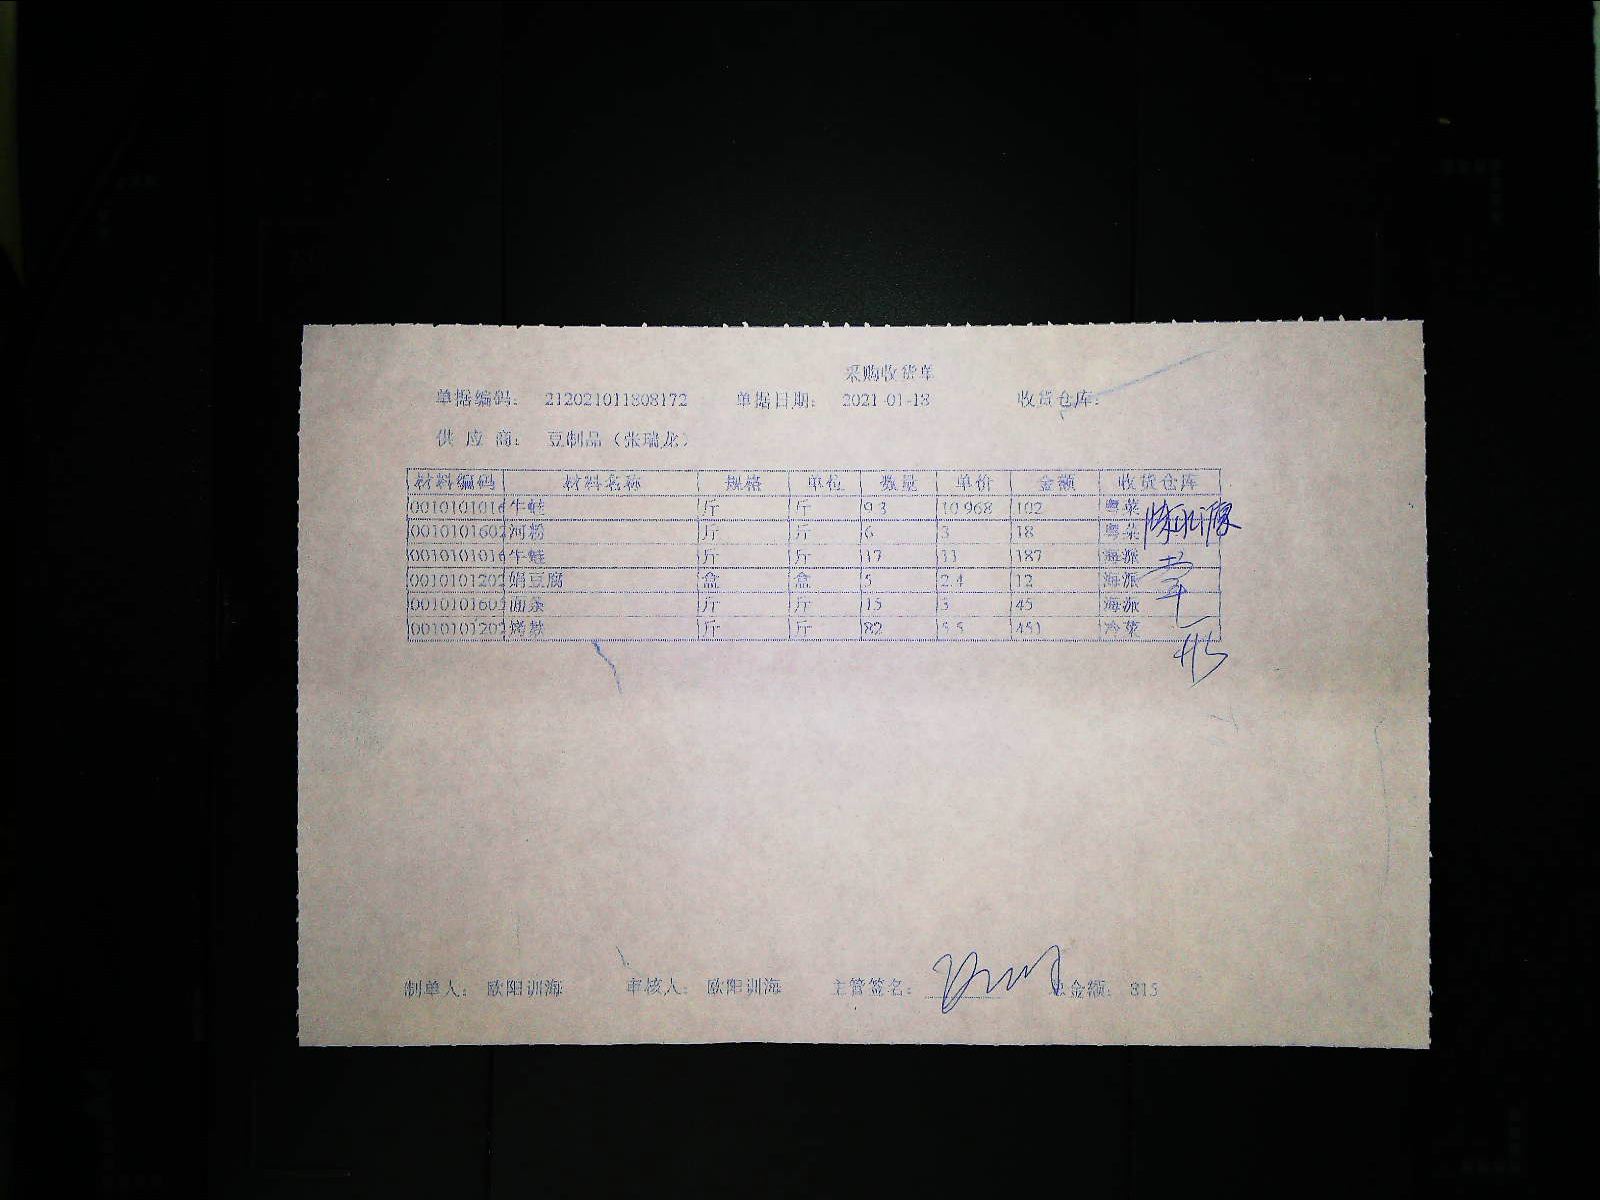 采购收货单
单据编码： 212021011808172 单据日期： 2021-01-18 收货仓库：
供 应 商： 豆制品（张瑞龙）
材料编码 材料名称 规格 单位 数量 单价 金额 收货仓库
0010101016 牛蛙 斤 斤 9.3 10.968 102 粤菜
0010101602 河粉 斤 斤 6 3 18 粤菜
0010101016 牛蛙 斤 斤 17 11 187 海派
0010101202 绢豆腐 盒 盒 5 2.4 12 海派
0010101602 面条 斤 斤 15 3 45 海派
0010101202 烤麸 斤 斤 82 5.5 451 冷菜
制单人： 欧阳训海 审核人： 欧阳训海 主管签名： 总金额： 815